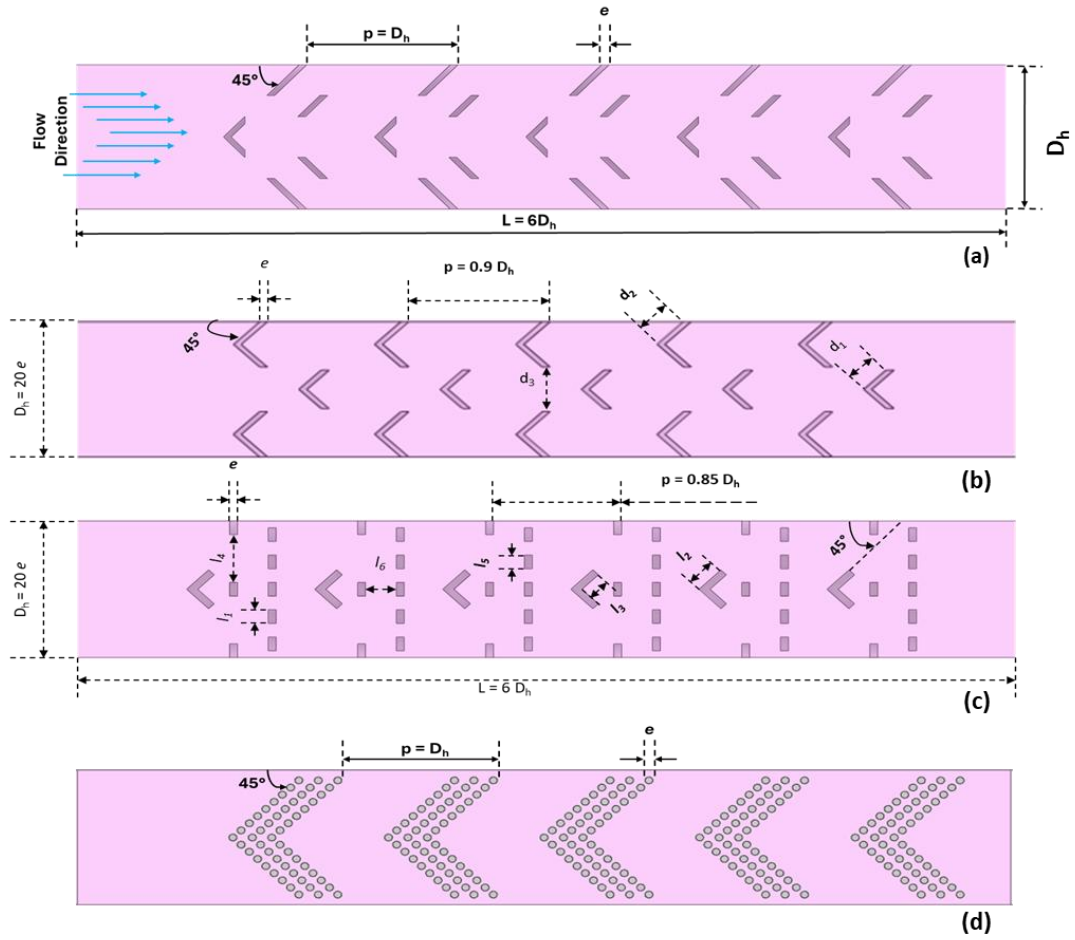 p = Dh
e
45°
Flow
Direction
Dh
L = 6Dh
(a)
e
p = 0.9 Dh
d2
45°
d1
Dh = 20 e
d3
(b)
e
p = 0.85 Dh
l4
l6
l5
l2
45°
Dh = 20 e
l1
l3
L = 6 Dh
(c)
e
p = Dh
45°
(d)